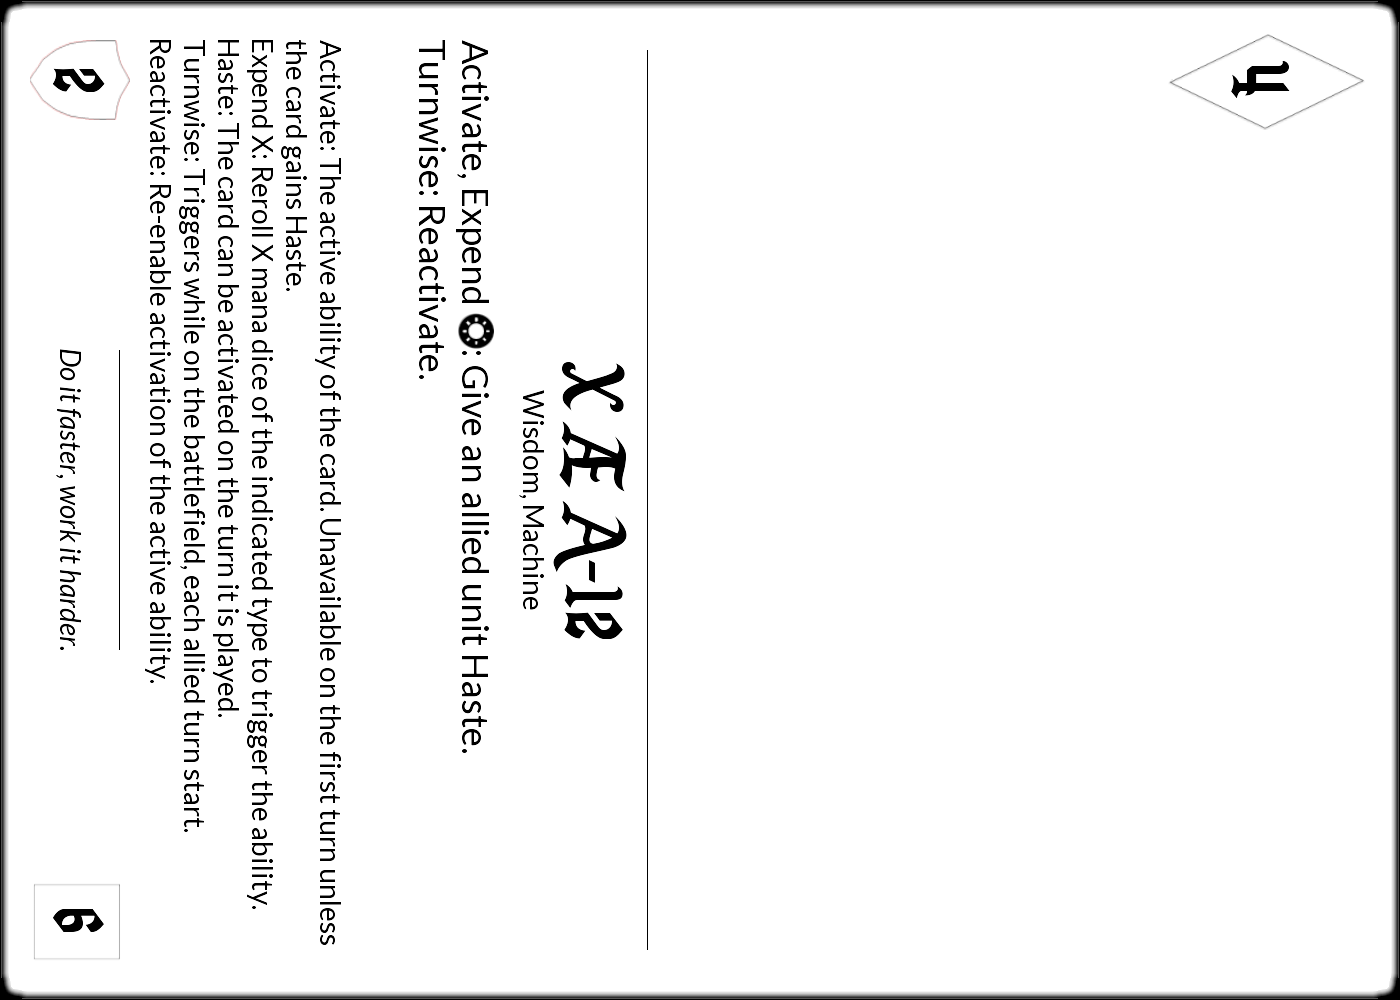 4
X Æ A-12
Wisdom, Machine
Activate, Expend : Give an allied unit Haste.
Turnwise: Reactivate.
Activate: The active ability of the card. Unavailable on the first turn unless
the card gains Haste.
Expend X: Reroll X mana dice of the indicated type to trigger the ability.
Haste: The card can be activated on the turn it is played.
Turnwise: Triggers while on the battlefield, each allied turn start.
Reactivate: Re-enable activation of the active ability.
Do it faster, work it harder.
2
6